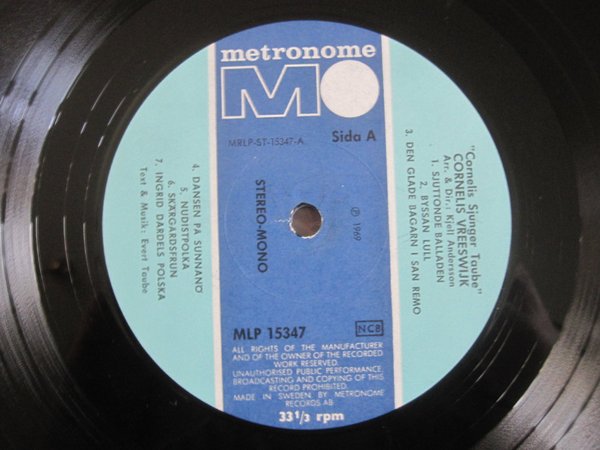 metronome
MO
MRLP-ST-15347-A
Sida A
STEREO-MONO
℗ 1969
"Cornelis Sjunger Taube"
CORNELIS VREESWIJK
Arr. & Dir.: Kjell Andersson
1. SJUTTONDE BALLADEN
2. BYSSAN LULL
3. DEN GLADE BAGARN I SAN REMO
4. DANSEN PÅ SUNNANÖ
5. NUDISTPOLKA
6. SKÄRGÅRDSFRUN
7. INGRID DARDELS POLSKA
Text & Musik: Evert Taube
MLP 15347
NCB
ALL RIGHTS OF THE MANUFACTURER
AND OF THE OWNER OF THE RECORDED
WORK RESERVED.
UNAUTHORISED PUBLIC PERFORMANCE,
BROADCASTING AND COPYING OF THIS
RECORD PROHIBITED.
MADE IN SWEDEN BY METRONOME
RECORDS AB
33 1/3 rpm